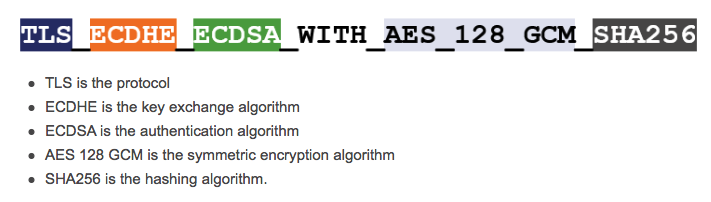 TLS_ECDHE_ECDSA_WITH_AES_128_GCM_SHA256
• TLS is the protocol
• ECDHE is the key exchange algorithm
• ECDSA is the authentication algorithm
• AES 128 GCM is the symmetric encryption algorithm
• SHA256 is the hashing algorithm.